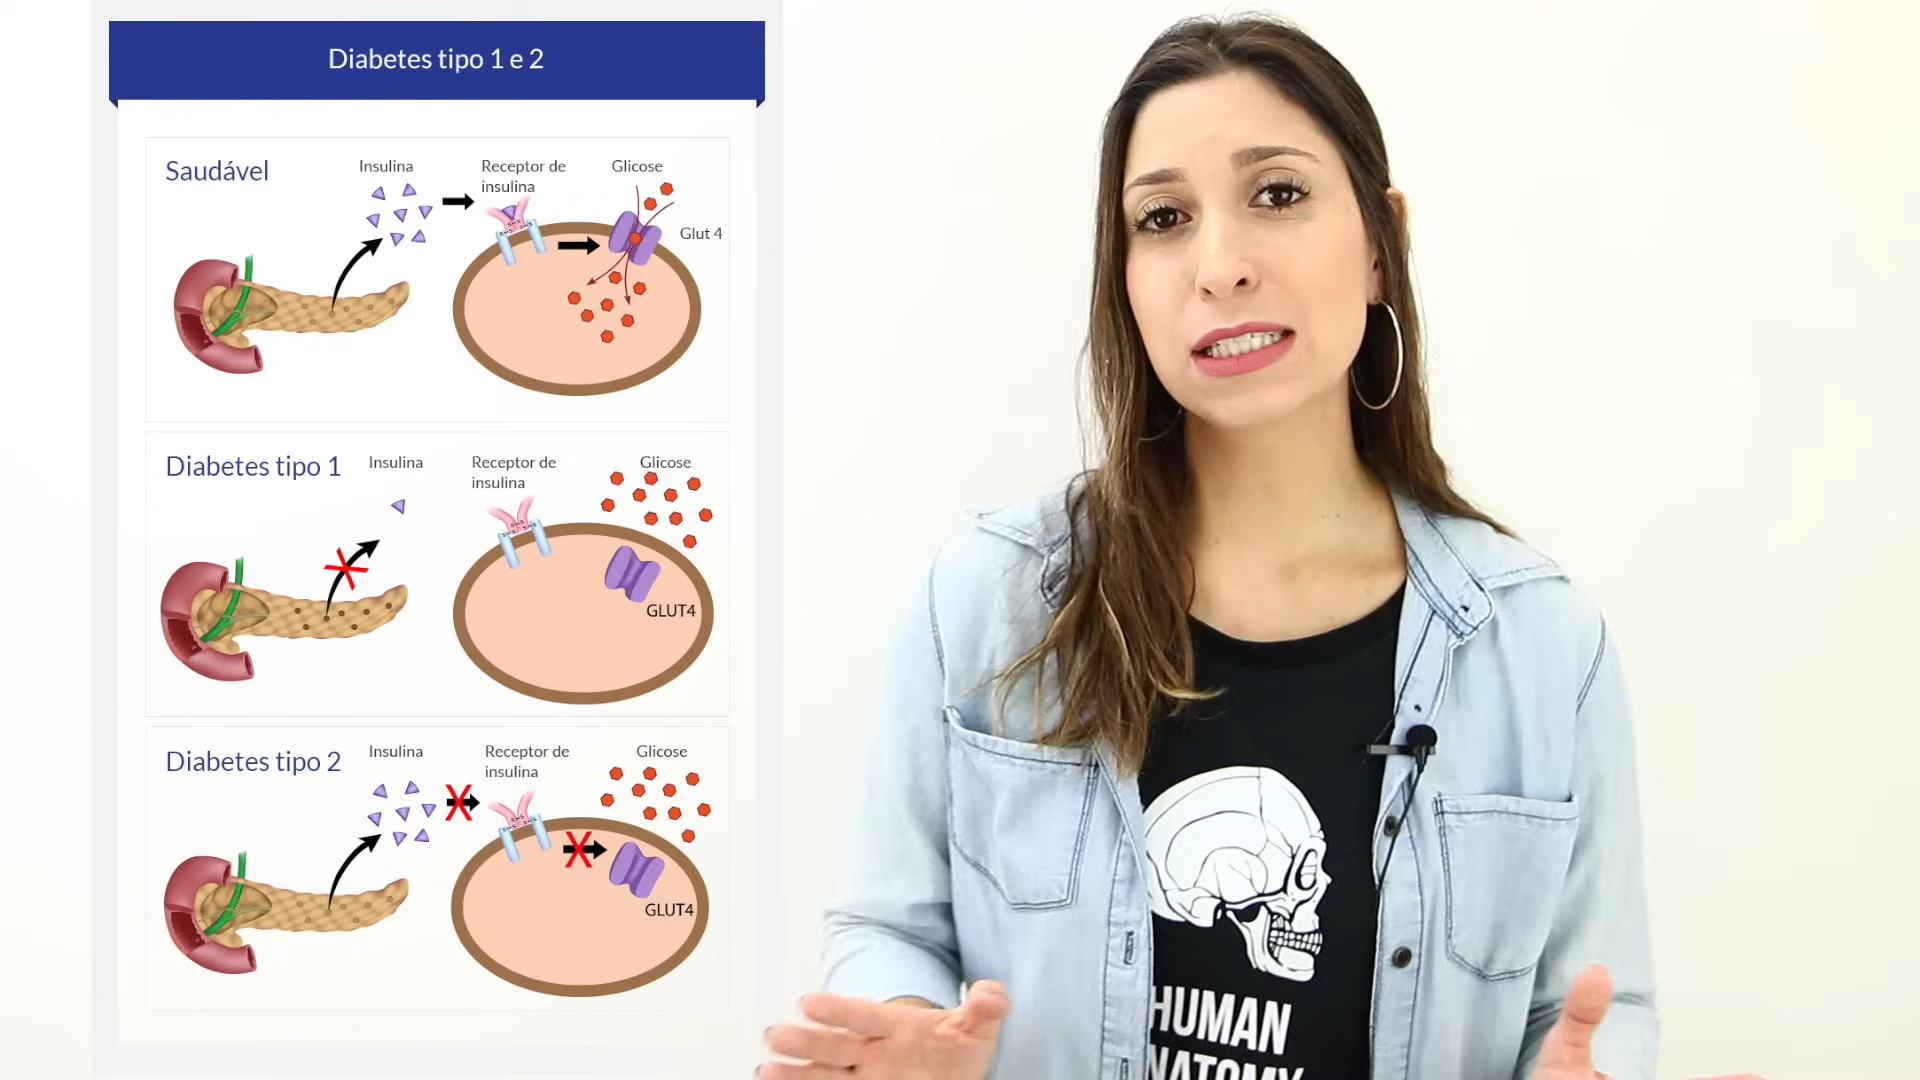 Diabetes tipo 1 e 2
Saudável
Insulina
Receptor de
insulina
Glicose
Glut 4
Diabetes tipo 1
Insulina
Receptor de
insulina
Glicose
GLUT4
Diabetes tipo 2
Insulina
Receptor de
insulina
Glicose
GLUT4
HUMAN
NATOMY